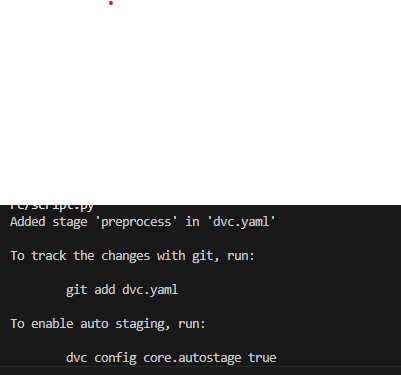 rc/script.py
Added stage 'preprocess' in 'dvc.yaml'
To track the changes with git, run:
git add dvc.yaml
To enable auto staging, run:
dvc config core.autostage true